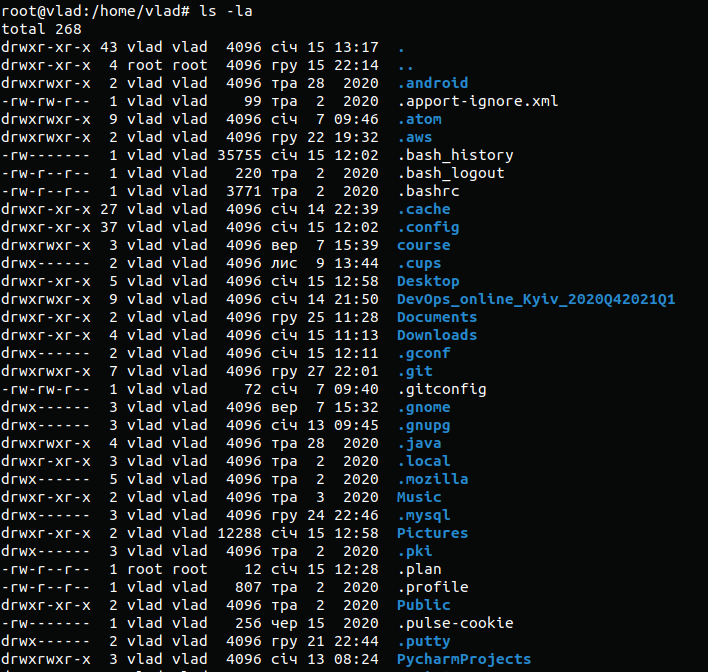 root@vlad:/home/vlad# ls -la
total 268
drwxr-xr-x 43 vlad vlad  4096 січ 15 13:17  .
drwxr-xr-x  4 root root  4096 гру 15 22:14  ..
drwxrwxr-x  2 vlad vlad  4096 тра 28  2020  .android
-rw-rw-r--  1 vlad vlad    99 тра  2  2020  .apport-ignore.xml
drwxrwxr-x  9 vlad vlad  4096 січ  7 09:46  .atom
drwxrwxr-x  2 vlad vlad  4096 гру 22 19:32  .aws
-rw-------  1 vlad vlad 35755 січ 15 12:02  .bash_history
-rw-r--r--  1 vlad vlad   220 тра  2  2020  .bash_logout
-rw-r--r--  1 vlad vlad  3771 тра  2  2020  .bashrc
drwxr-xr-x 27 vlad vlad  4096 січ 14 22:39  .cache
drwxr-xr-x 37 vlad vlad  4096 січ 15 12:02  .config
drwxrwxr-x  3 vlad vlad  4096 вер  7 15:39  course
drwx------  2 vlad vlad  4096 лис  9 13:44  .cups
drwxr-xr-x  5 vlad vlad  4096 січ 15 12:58  Desktop
drwxrwxr-x  9 vlad vlad  4096 січ 14 21:50  DevOps_online_Kyiv_2020Q42021Q1
drwxr-xr-x  2 vlad vlad  4096 гру 25 11:28  Documents
drwxr-xr-x  4 vlad vlad  4096 січ 15 11:13  Downloads
drwx------  2 vlad vlad  4096 січ 15 12:11  .gconf
drwxrwxr-x  7 vlad vlad  4096 гру 27 22:01  .git
-rw-rw-r--  1 vlad vlad    72 січ  7 09:40  .gitconfig
drwx------  3 vlad vlad  4096 вер  7 15:32  .gnome
drwx------  3 vlad vlad  4096 січ 13 09:45  .gnupg
drwxrwxr-x  4 vlad vlad  4096 тра 28  2020  .java
drwxr-xr-x  3 vlad vlad  4096 тра  2  2020  .local
drwx------  5 vlad vlad  4096 тра  2  2020  .mozilla
drwxr-xr-x  2 vlad vlad  4096 тра  3  2020  Music
drwx------  3 vlad vlad  4096 гру 24 22:46  .mysql
drwxr-xr-x  2 vlad vlad 12288 січ 15 12:58  Pictures
drwx------  3 vlad vlad  4096 тра  2  2020  .pki
-rw-r--r--  1 root root    12 січ 15 12:28  .plan
-rw-r--r--  1 vlad vlad   807 тра  2  2020  .profile
drwxr-xr-x  2 vlad vlad  4096 тра  2  2020  Public
-rw-------  1 vlad vlad   256 чер 15  2020  .pulse-cookie
drwx------  2 vlad vlad  4096 гру 21 22:44  .putty
drwxrwxr-x  3 vlad vlad  4096 січ 13 08:24  PycharmProjects